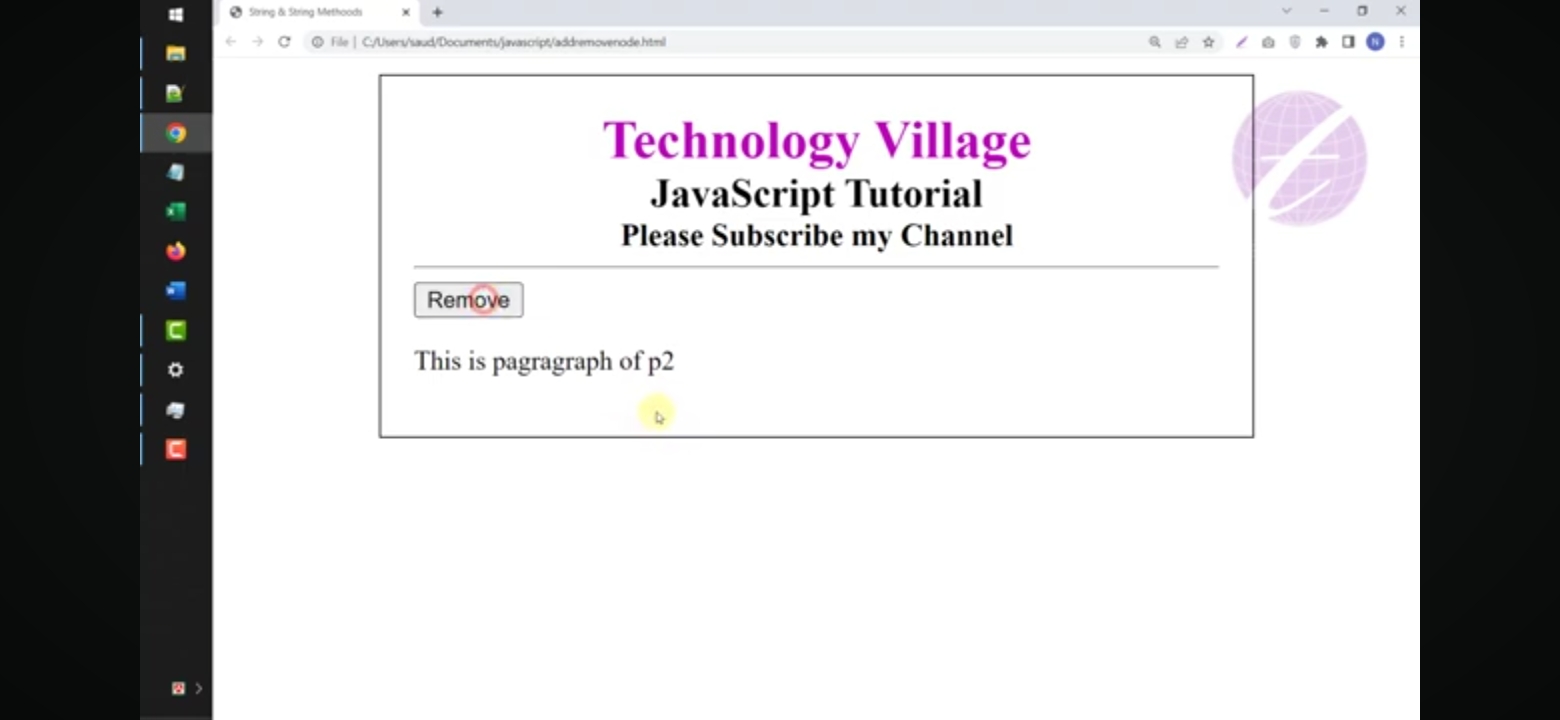 String & String Methoods
File | C:/Users/saud/Documents/javascript/addremovenode.html
N
Technology Village
JavaScript Tutorial
Please Subscribe my Channel
Remove
This is pagragraph of p2